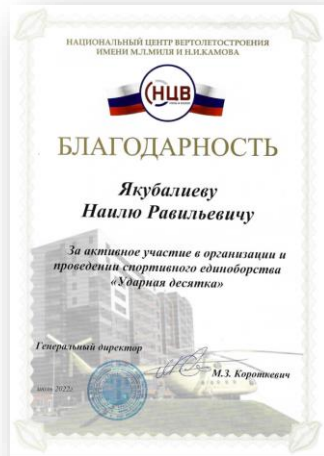 НАЦИОНАЛЬНЫЙ ЦЕНТР ВЕРТОЛЕТОСТРОЕНИЯ
ИМЕНИ М.Л.МИЛЯ И Н.И.КАМОВА
НЦВ
БЛАГОДАРНОСТЬ
Якубалиеву
Наилю Равильевичу
За активное участие в организации и
проведении спортивного единоборства
«Ударная десятка»
Генеральный директор
М.З. Короткевич
2022г.